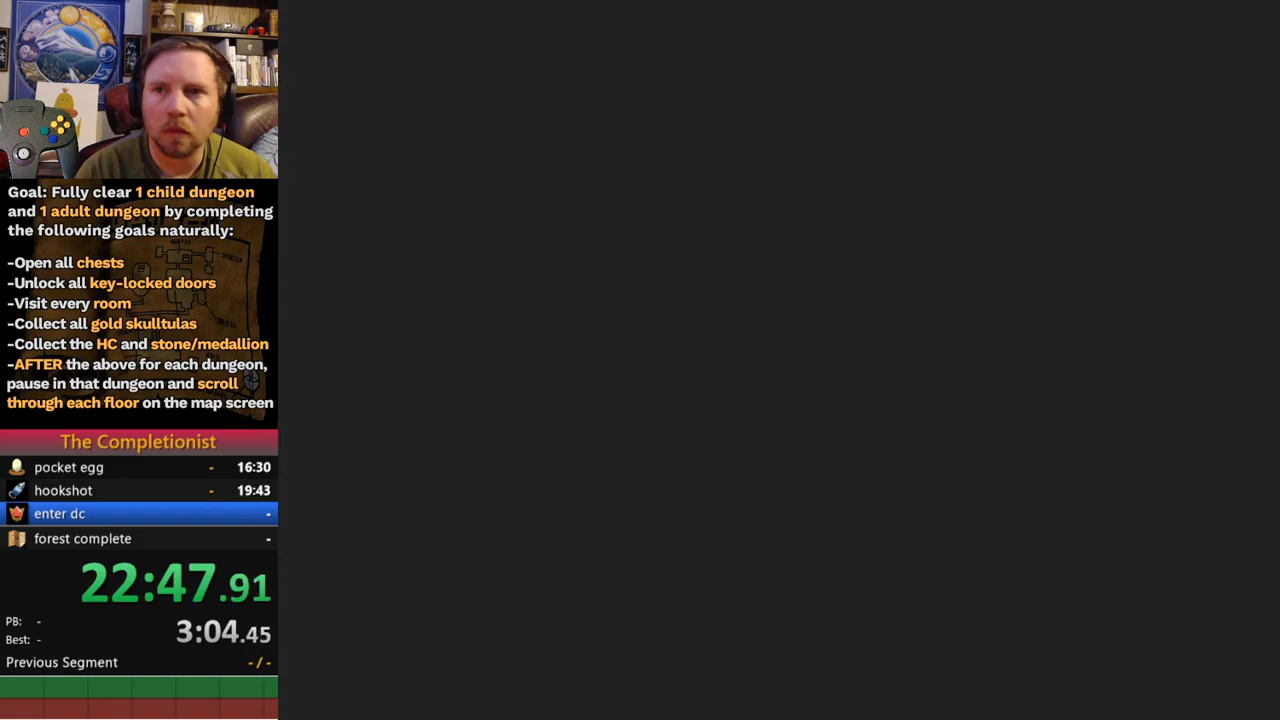 Goal: Fully clear 1 child dungeon
and 1 adult dungeon by completing
the following goals naturally:
-Open all chests
-Unlock all key-locked doors
-Visit every room
-Collect all gold skulltulas
-Collect the HC and stone/medallion
-AFTER the above for each dungeon,
pause in that dungeon and scroll
through each floor on the map screen
The Completionist
pocket egg - 16:30
hookshot - 19:43
enter dc -
forest complete -
22:47.91
PB: -
3:04.45
Best: -
Previous Segment - / -